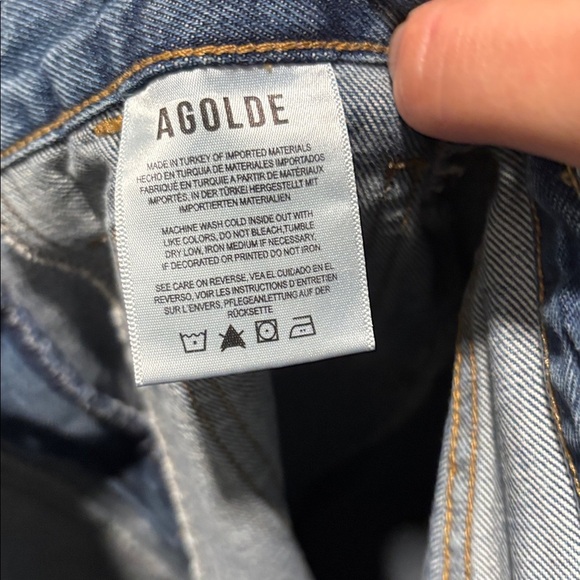 AGOLDE
MADE IN TURKEY OF IMPORTED MATERIALS
HECHO EN TURQUIA DE MATERIALES IMPORTADOS
FABRIQUÉ EN TURQUIE A PARTIR DE MATÉRIAUX
IMPORTÉS, IN DER TÜRKEI HERGESTELLT MIT
IMPORTIERTEN MATERIALIEN
MACHINE WASH COLD INSIDE OUT WITH
LIKE COLORS, DO NOT BLEACH,TUMBLE
DRY LOW, IRON MEDIUM IF NECESSARY.
IF DECORATED OR PRINTED DO NOT IRON
SEE CARE ON REVERSE, VEA EL CUIDADO EN EL
REVERSO, VOIR LES INSTRUCTIONS D'ENTRETIEN
SUR L'ENVERS, PFLEGEANLEITUNG AUF DER
RÜCKSETTE